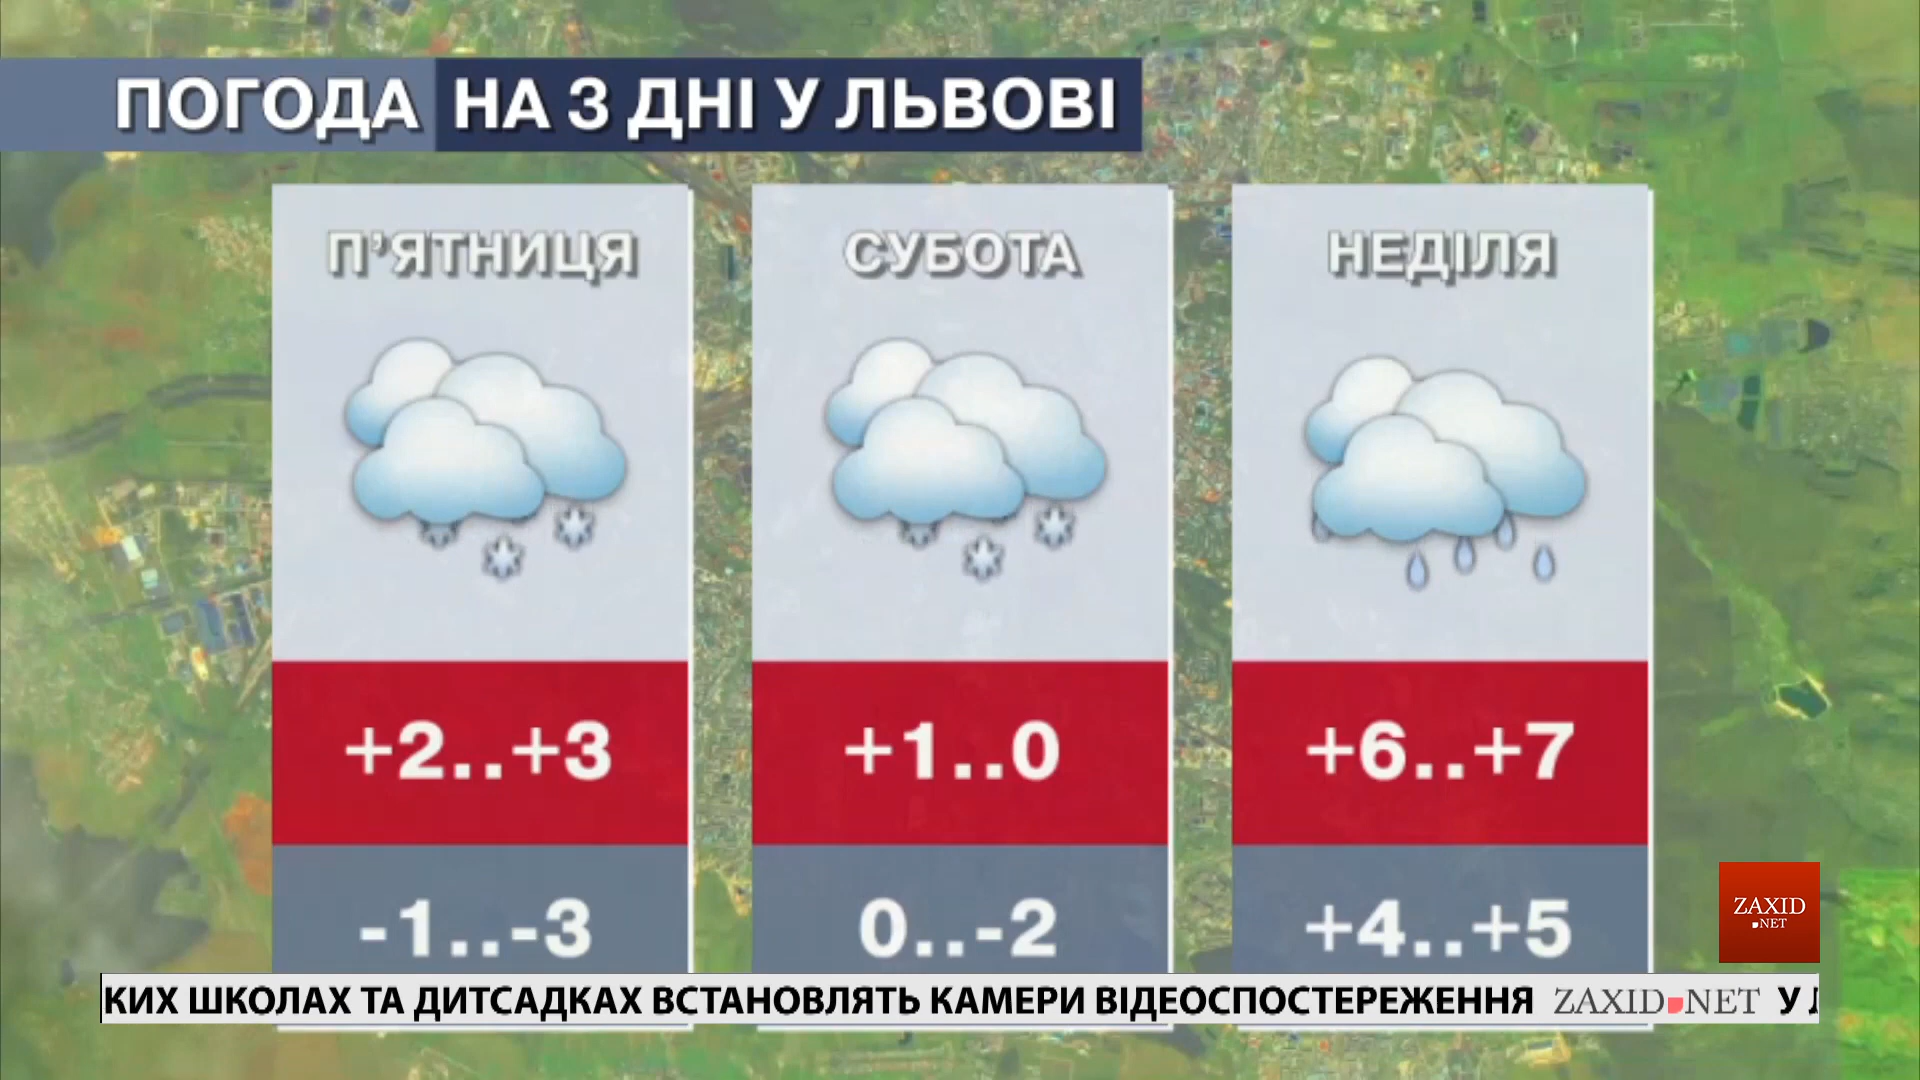 ПОГОДА НА 3 ДНІ У ЛЬВОВІ
П’ЯТНИЦЯ
+2..+3
-1..-3
СУБОТА
+1..0
0..-2
НЕДІЛЯ
+6..+7
+4..+5
ZAXID
.NET
КИХ ШКОЛАХ ТА ДИТСАДКАХ ВСТАНОВЛЯТЬ КАМЕРИ ВІДЕОСПОСТЕРЕЖЕННЯ ZAXID.NET У